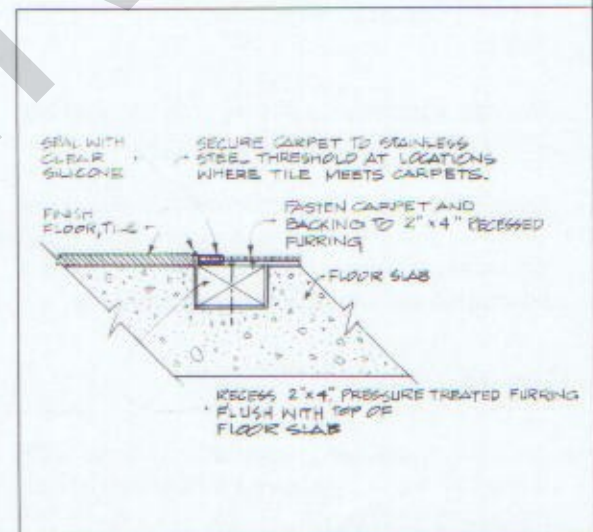 SEAL WITH
CLEAR
SILICONE
SECURE CARPET TO STAINLESS
STEEL THRESHOLD AT LOCATIONS
WHERE TILE MEETS CARPETS.
FINISH
FLOOR, TILE
FASTEN CARPET AND
BACKING TO 2" x 4" RECESSED
FURRING
FLOOR SLAB
RECESS 2" x 4" PRESSURE TREATED FURRING
FLUSH WITH TOP OF
FLOOR SLAB